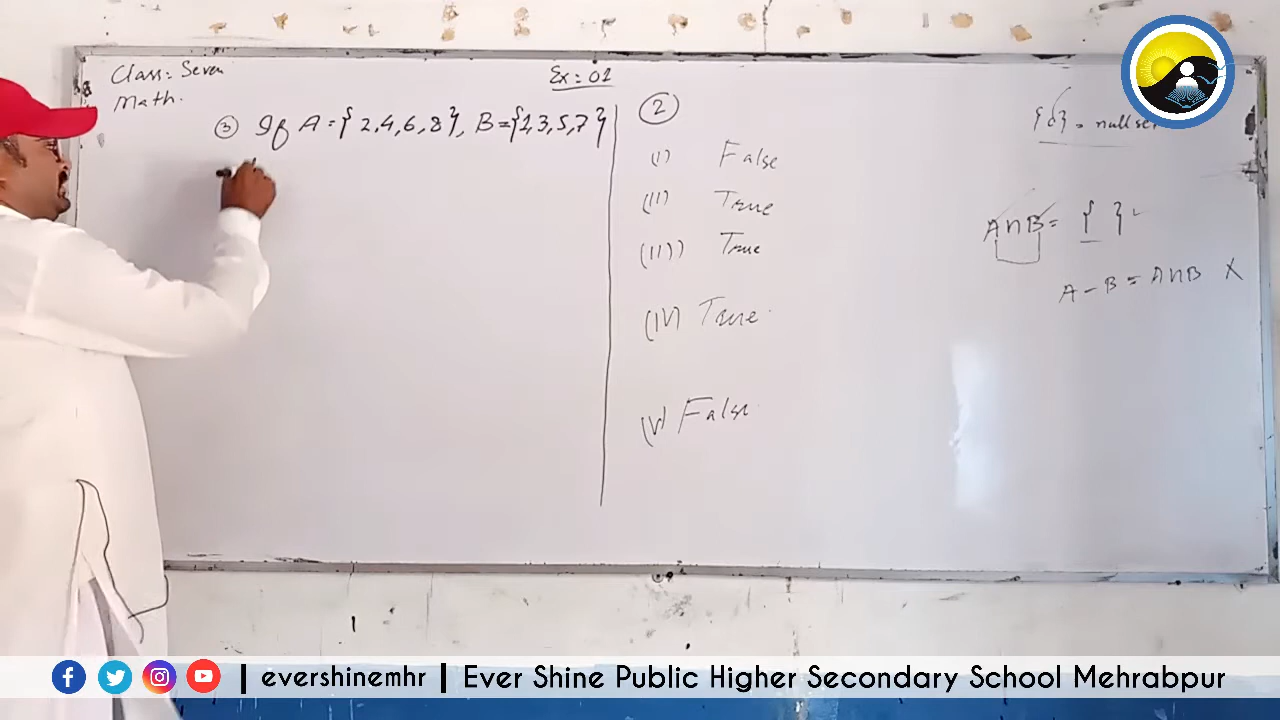 Class: Seven
Math.
Ex: 01
③ If A = { 2,4,6,8}, B={1,3,5,7}
②
(i) False
(ii) True
(iii) True
(iv) True.
(v) False.
= null set
A∩B = { }
A - B = A∩B X
| evershinemhr | Ever Shine Public Higher Secondary School Mehrabpur